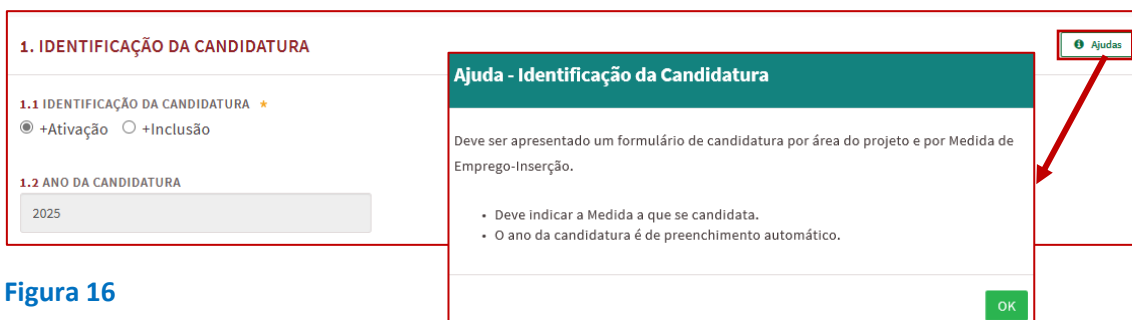 1. IDENTIFICAÇÃO DA CANDIDATURA
Ajudas
1.1 IDENTIFICAÇÃO DA CANDIDATURA ★
+Ativação +Inclusão
1.2 ANO DA CANDIDATURA
2025
Ajuda - Identificação da Candidatura
Deve ser apresentado um formulário de candidatura por área do projeto e por Medida de
Emprego-Inserção.
• Deve indicar a Medida a que se candidata.
• O ano da candidatura é de preenchimento automático.
OK
Figura 16